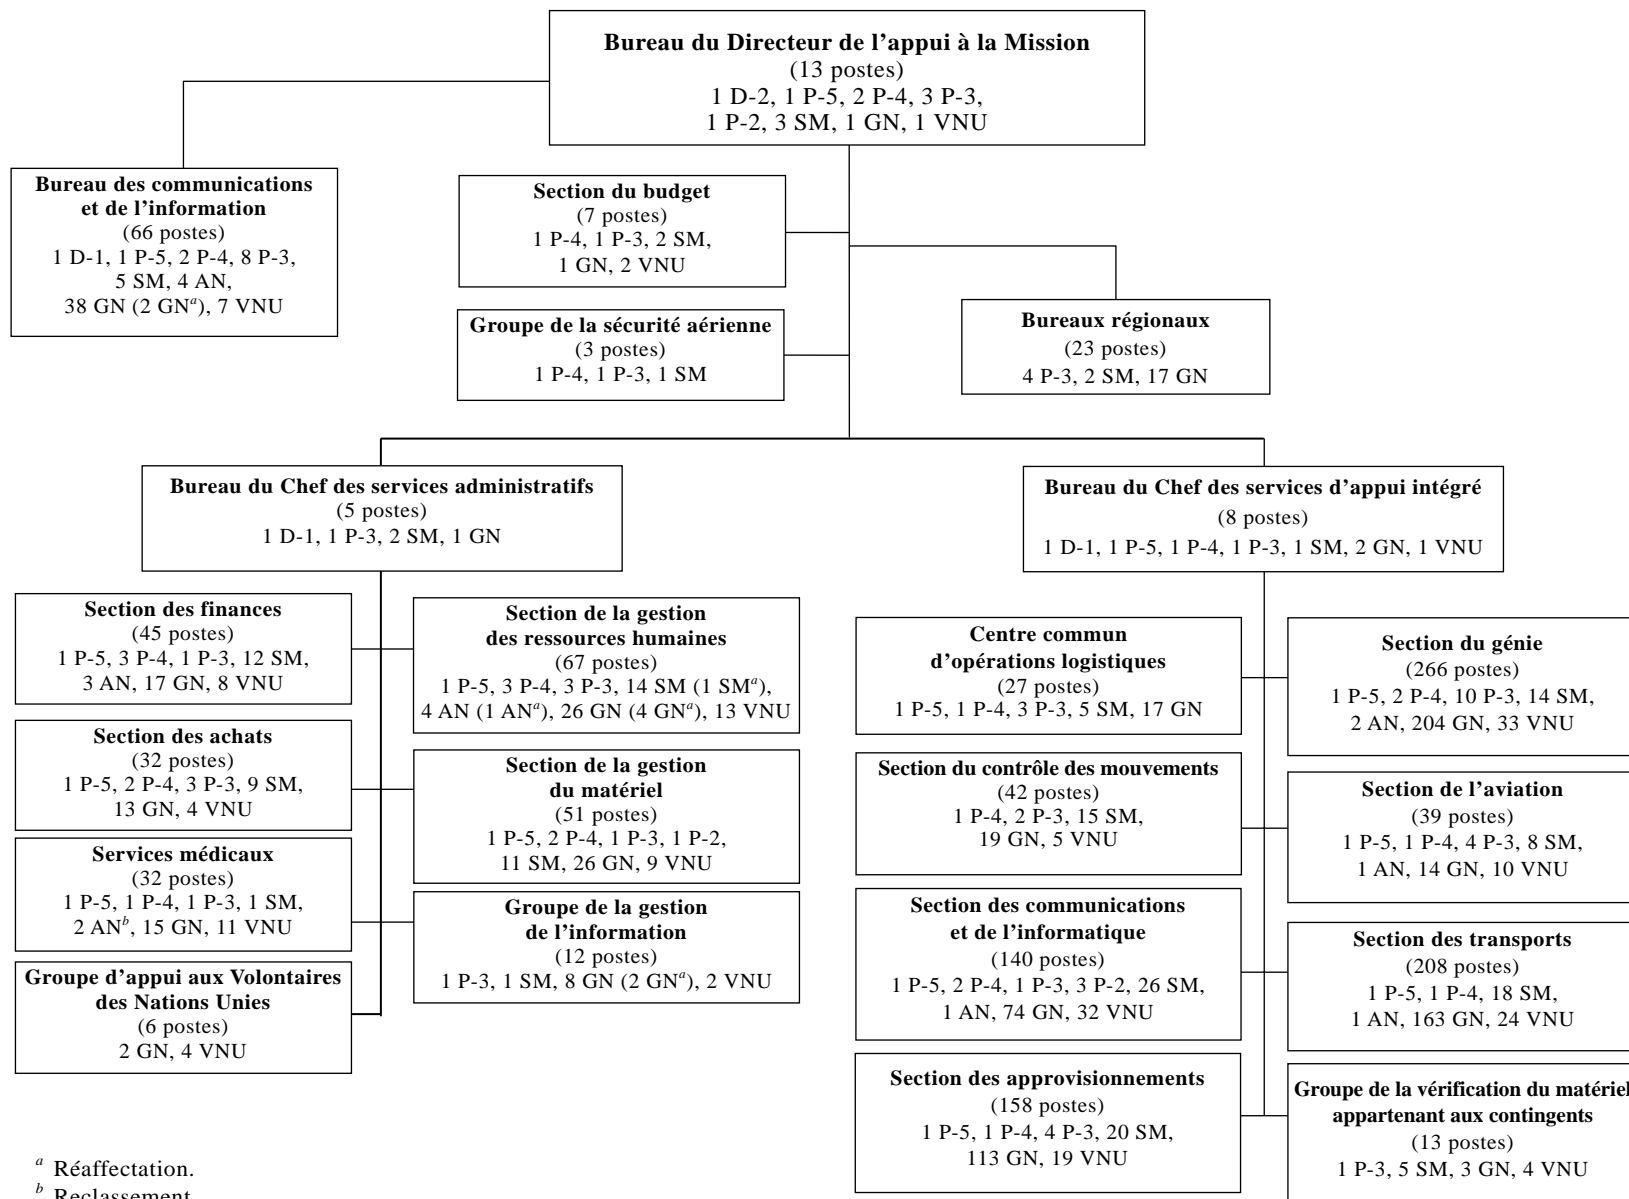 Bureau du Directeur de l'appui à la Mission
(13 postes)
1 D-2, 1 P-5, 2 P-4, 3 P-3,
1 P-2, 3 SM, 1 GN, 1 VNU
Bureau des communications
et de l'information
(66 postes)
1 D-1, 1 P-5, 2 P-4, 8 P-3,
5 SM, 4 AN,
38 GN (2 GNª), 7 VNU
Section du budget
(7 postes)
1 P-4, 1 P-3, 2 SM,
1 GN, 2 VNU
Groupe de la sécurité aérienne
(3 postes)
1 P-4, 1 P-3, 1 SM
Bureaux régionaux
(23 postes)
4 P-3, 2 SM, 17 GN
Bureau du Chef des services administratifs
(5 postes)
1 D-1, 1 P-3, 2 SM, 1 GN
Bureau du Chef des services d'appui intégré
(8 postes)
1 D-1, 1 P-5, 1 P-4, 1 P-3, 1 SM, 2 GN, 1 VNU
Section des finances
(45 postes)
1 P-5, 3 P-4, 1 P-3, 12 SM,
3 AN, 17 GN, 8 VNU
Section de la gestion
des ressources humaines
(67 postes)
1 P-5, 3 P-4, 3 P-3, 14 SM (1 SMª),
4 AN (1 ANª), 26 GN (4 GNª), 13 VNU
Section des achats
(32 postes)
1 P-5, 2 P-4, 3 P-3, 9 SM,
13 GN, 4 VNU
Section de la gestion
du matériel
(51 postes)
1 P-5, 2 P-4, 1 P-3, 1 P-2,
11 SM, 26 GN, 9 VNU
Services médicaux
(32 postes)
1 P-5, 1 P-4, 1 P-3, 1 SM,
2 ANᵇ, 15 GN, 11 VNU
Groupe de la gestion
de l'information
(12 postes)
1 P-3, 1 SM, 8 GN (2 GNª), 2 VNU
Groupe d'appui aux Volontaires
des Nations Unies
(6 postes)
2 GN, 4 VNU
Centre commun
d'opérations logistiques
(27 postes)
1 P-5, 1 P-4, 3 P-3, 5 SM, 17 GN
Section du génie
(266 postes)
1 P-5, 2 P-4, 10 P-3, 14 SM,
2 AN, 204 GN, 33 VNU
Section du contrôle des mouvements
(42 postes)
1 P-4, 2 P-3, 15 SM,
19 GN, 5 VNU
Section de l'aviation
(39 postes)
1 P-5, 1 P-4, 4 P-3, 8 SM,
1 AN, 14 GN, 10 VNU
Section des communications
et de l'informatique
(140 postes)
1 P-5, 2 P-4, 1 P-3, 3 P-2, 26 SM,
1 AN, 74 GN, 32 VNU
Section des transports
(208 postes)
1 P-5, 1 P-4, 18 SM,
1 AN, 163 GN, 24 VNU
Section des approvisionnements
(158 postes)
1 P-5, 1 P-4, 4 P-3, 20 SM,
113 GN, 19 VNU
Groupe de la vérification du matériel
appartenant aux contingents
(13 postes)
1 P-3, 5 SM, 3 GN, 4 VNU
ª Réaffectation.
ᵇ Reclassement